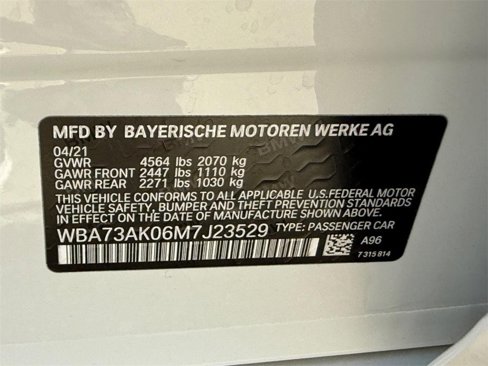 MFD BY BAYERISCHE MOTOREN WERKE AG
04/21
GVWR 4564 lbs 2070 kg
GAWR FRONT 2447 lbs 1110 kg
GAWR REAR 2271 lbs 1030 kg
THIS VEHICLE CONFORMS TO ALL APPLICABLE U.S. FEDERAL MOTOR
VEHICLE SAFETY, BUMPER, AND THEFT PREVENTION STANDARDS
IN EFFECT ON THE DATE OF MANUFACTURE SHOWN ABOVE.
WBA73AK06M7J23529 TYPE: PASSENGER CAR
A96
7 315 814